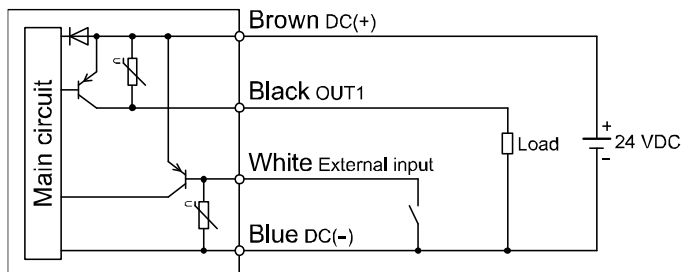 Brown DC(+)
Main circuit
Black OUT1
Load
+
24 VDC
−
White External input
Blue DC(−)